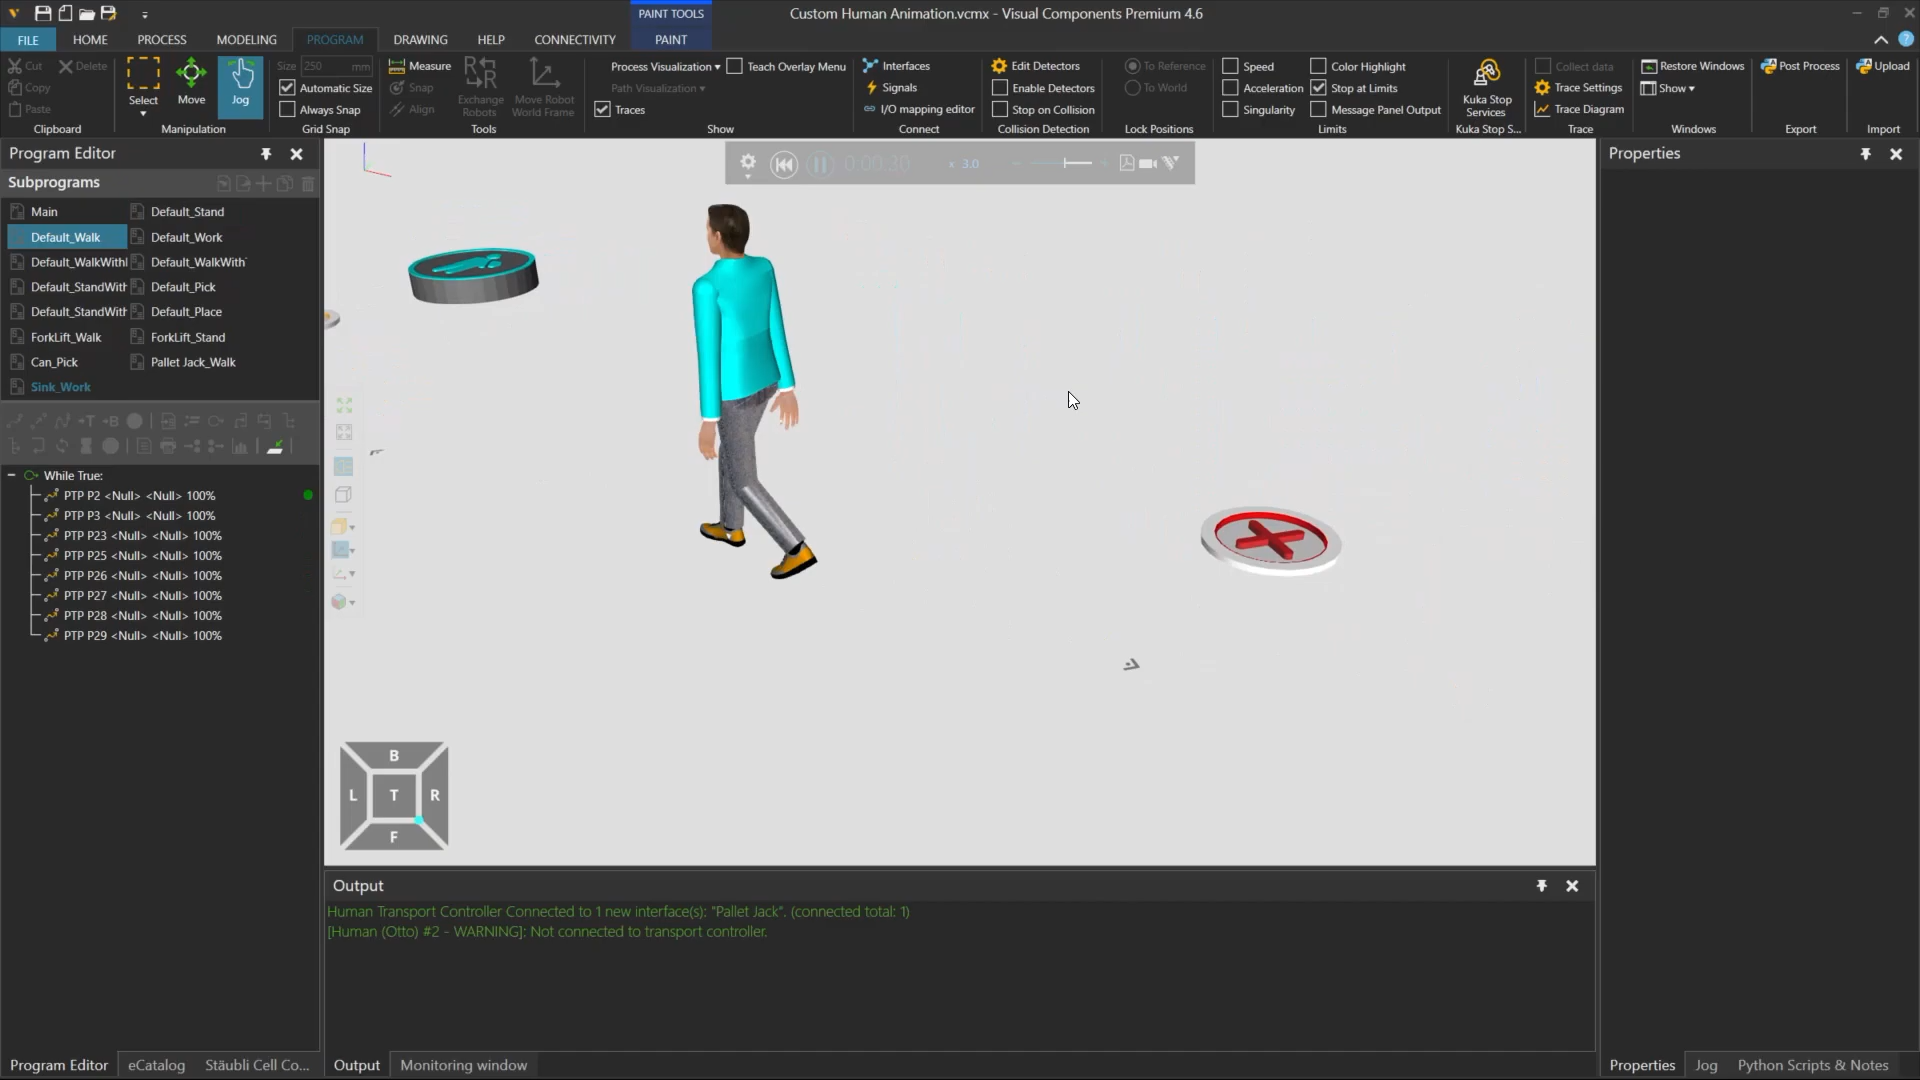 PAINT TOOLS
Custom Human Animation.vcmx - Visual Components Premium 4.6
FILE HOME PROCESS MODELING PROGRAM DRAWING HELP CONNECTIVITY PAINT
Cut Delete
Copy
Paste
Clipboard
Select Move Jog
Manipulation
Size 250 mm
Automatic Size
Always Snap
Grid Snap
Measure
Snap
Align
Exchange Robots
Move Robot World Frame
Tools
Process Visualization Teach Overlay Menu
Path Visualization
Traces
Show
Interfaces
Signals
I/O mapping editor
Connect
Edit Detectors
Enable Detectors
Stop on Collision
Collision Detection
To Reference
To World
Lock Positions
Speed Color Highlight
Acceleration Stop at Limits
Singularity Message Panel Output
Limits
Kuka Stop Services
Kuka Stop S...
Collect data
Trace Settings
Trace Diagram
Trace
Restore Windows
Show
Windows
Post Process
Export
Upload
Import
Program Editor
Subprograms
Main Default_Stand
Default_Walk Default_Work
Default_WalkWithl Default_WalkWith
Default_StandWith Default_Pick
Default_StandWith Default_Place
ForkLift_Walk ForkLift_Stand
Can_Pick Pallet Jack_Walk
Sink_Work
While True:
PTP P2 <Null> <Null> 100%
PTP P3 <Null> <Null> 100%
PTP P23 <Null> <Null> 100%
PTP P25 <Null> <Null> 100%
PTP P26 <Null> <Null> 100%
PTP P27 <Null> <Null> 100%
PTP P28 <Null> <Null> 100%
PTP P29 <Null> <Null> 100%
0:00:30 x 3.0
B
L T R
F
Output
Human Transport Controller Connected to 1 new interface(s): "Pallet Jack". (connected total: 1)
[Human (Otto) #2 - WARNING]: Not connected to transport controller.
Properties
Program Editor eCatalog Stäubli Cell Co...
Output Monitoring window
Properties Jog Python Scripts & Notes